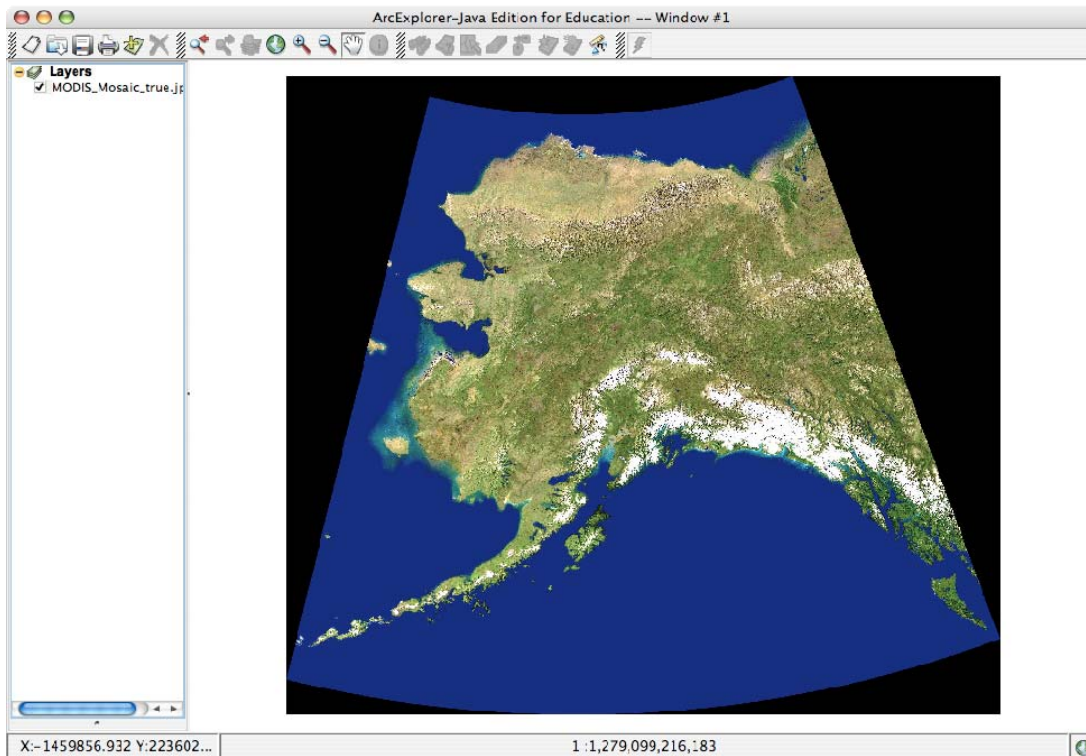 ArcExplorer-Java Edition for Education -- Window #1
Layers
MODIS_Mosaic_true.jp
X:-1459856.932 Y:223602...
1 :1,279,099,216,183